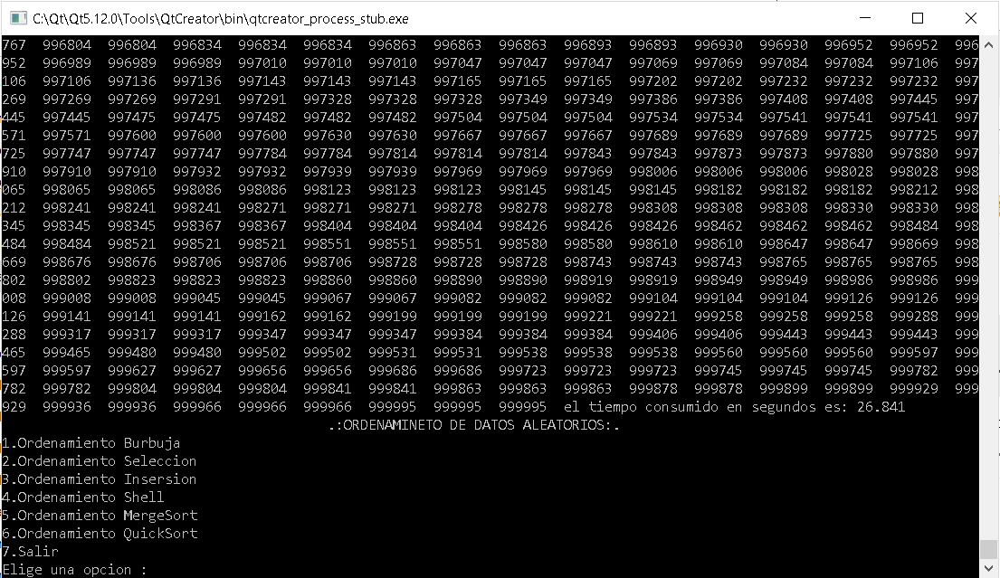 C:\Qt\Qt5.12.0\Tools\QtCreator\bin\qtcreator_process_stub.exe
767 996804 996804 996834 996834 996834 996863 996863 996863 996893 996893 996930 996930 996952 996952 996
952 996989 996989 996989 997010 997010 997010 997047 997047 997047 997069 997069 997084 997084 997106 997
106 997106 997136 997136 997143 997143 997143 997165 997165 997165 997202 997202 997232 997232 997232 997
269 997269 997269 997291 997291 997328 997328 997328 997349 997349 997386 997386 997408 997408 997445 997
445 997445 997475 997475 997482 997482 997482 997504 997504 997504 997534 997534 997541 997541 997541 997
571 997571 997600 997600 997600 997630 997630 997667 997667 997667 997689 997689 997689 997725 997725 997
725 997747 997747 997747 997784 997784 997814 997814 997814 997843 997843 997873 997873 997880 997880 997
910 997910 997910 997932 997932 997939 997939 997969 997969 997969 998006 998006 998006 998028 998028 998
065 998065 998065 998086 998086 998123 998123 998123 998145 998145 998145 998182 998182 998182 998212 998
212 998241 998241 998241 998271 998271 998271 998278 998278 998278 998308 998308 998308 998330 998330 998
345 998345 998345 998367 998367 998404 998404 998404 998426 998426 998426 998462 998462 998462 998484 998
484 998484 998521 998521 998521 998551 998551 998551 998580 998580 998610 998610 998647 998647 998669 998
669 998676 998676 998706 998706 998706 998728 998728 998728 998743 998743 998743 998765 998765 998765 998
802 998802 998823 998823 998823 998860 998860 998890 998890 998919 998919 998949 998949 998986 998986 999
008 999008 999008 999045 999045 999067 999067 999082 999082 999082 999104 999104 999104 999126 999126 999
126 999141 999141 999141 999162 999162 999199 999199 999199 999221 999221 999258 999258 999258 999288 999
288 999317 999317 999317 999347 999347 999347 999384 999384 999384 999406 999406 999443 999443 999443 999
465 999465 999480 999480 999502 999502 999531 999531 999538 999538 999538 999560 999560 999560 999597 999
597 999597 999627 999627 999656 999656 999686 999686 999723 999723 999723 999745 999745 999745 999782 999
782 999782 999804 999804 999804 999841 999841 999863 999863 999863 999878 999878 999899 999899 999929 999
929 999936 999936 999966 999966 999966 999995 999995 999995 el tiempo consumido en segundos es: 26.841
.:ORDENAMINETO DE DATOS ALEATORIOS:.
1.Ordenamiento Burbuja
2.Ordenamiento Seleccion
3.Ordenamiento Insersion
4.Ordenamiento Shell
5.Ordenamiento MergeSort
6.Ordenamiento QuickSort
7.Salir
Elige una opcion :